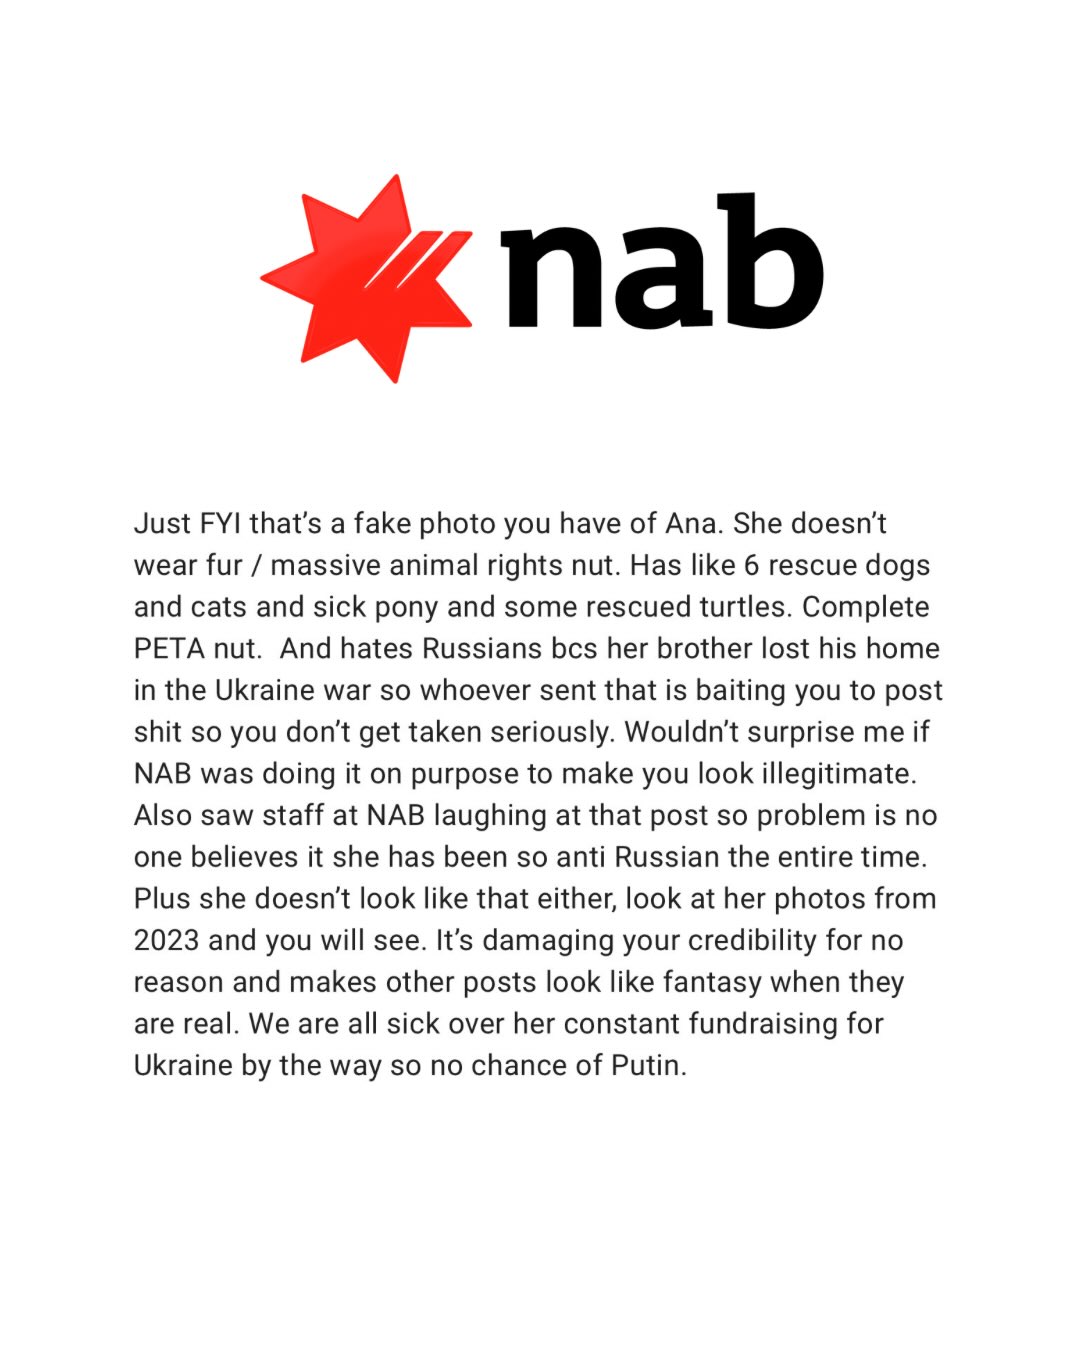 nab
Just FYI that’s a fake photo you have of Ana. She doesn’t
wear fur / massive animal rights nut. Has like 6 rescue dogs
and cats and sick pony and some rescued turtles. Complete
PETA nut.  And hates Russians bcs her brother lost his home
in the Ukraine war so whoever sent that is baiting you to post
shit so you don’t get taken seriously. Wouldn’t surprise me if
NAB was doing it on purpose to make you look illegitimate.
Also saw staff at NAB laughing at that post so problem is no
one believes it she has been so anti Russian the entire time.
Plus she doesn’t look like that either, look at her photos from
2023 and you will see. It’s damaging your credibility for no
reason and makes other posts look like fantasy when they
are real. We are all sick over her constant fundraising for
Ukraine by the way so no chance of Putin.